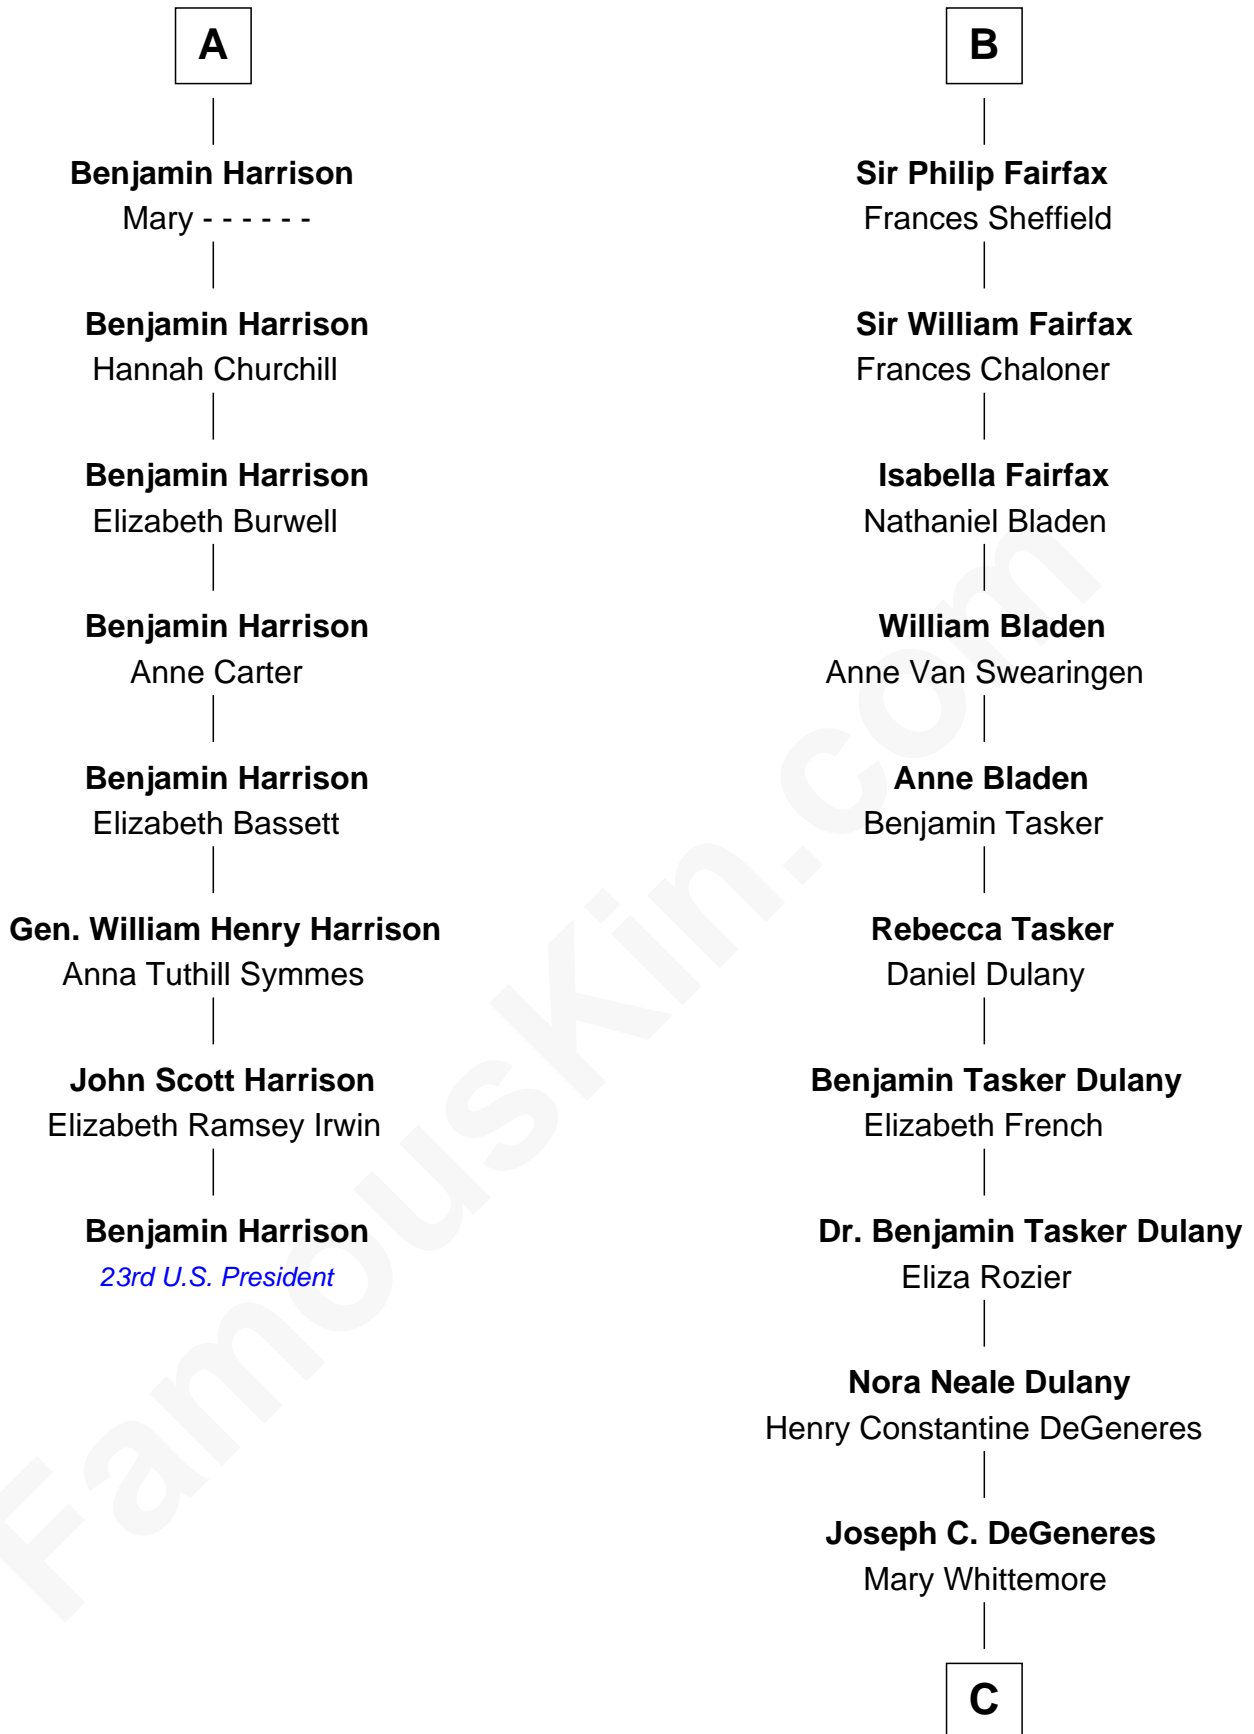 A
Benjamin Harrison
Mary - - - - - -
Benjamin Harrison
Hannah Churchill
Benjamin Harrison
Elizabeth Burwell
Benjamin Harrison
Anne Carter
Benjamin Harrison
Elizabeth Bassett
Gen. William Henry Harrison
Anna Tuthill Symmes
John Scott Harrison
Elizabeth Ramsey Irwin
Benjamin Harrison
23rd U.S. President
B
Sir Philip Fairfax
Frances Sheffield
Sir William Fairfax
Frances Chaloner
Isabella Fairfax
Nathaniel Bladen
William Bladen
Anne Van Swearingen
Anne Bladen
Benjamin Tasker
Rebecca Tasker
Daniel Dulany
Benjamin Tasker Dulany
Elizabeth French
Dr. Benjamin Tasker Dulany
Eliza Rozier
Nora Neale Dulany
Henry Constantine DeGeneres
Joseph C. DeGeneres
Mary Whittemore
C
FamousKin.com